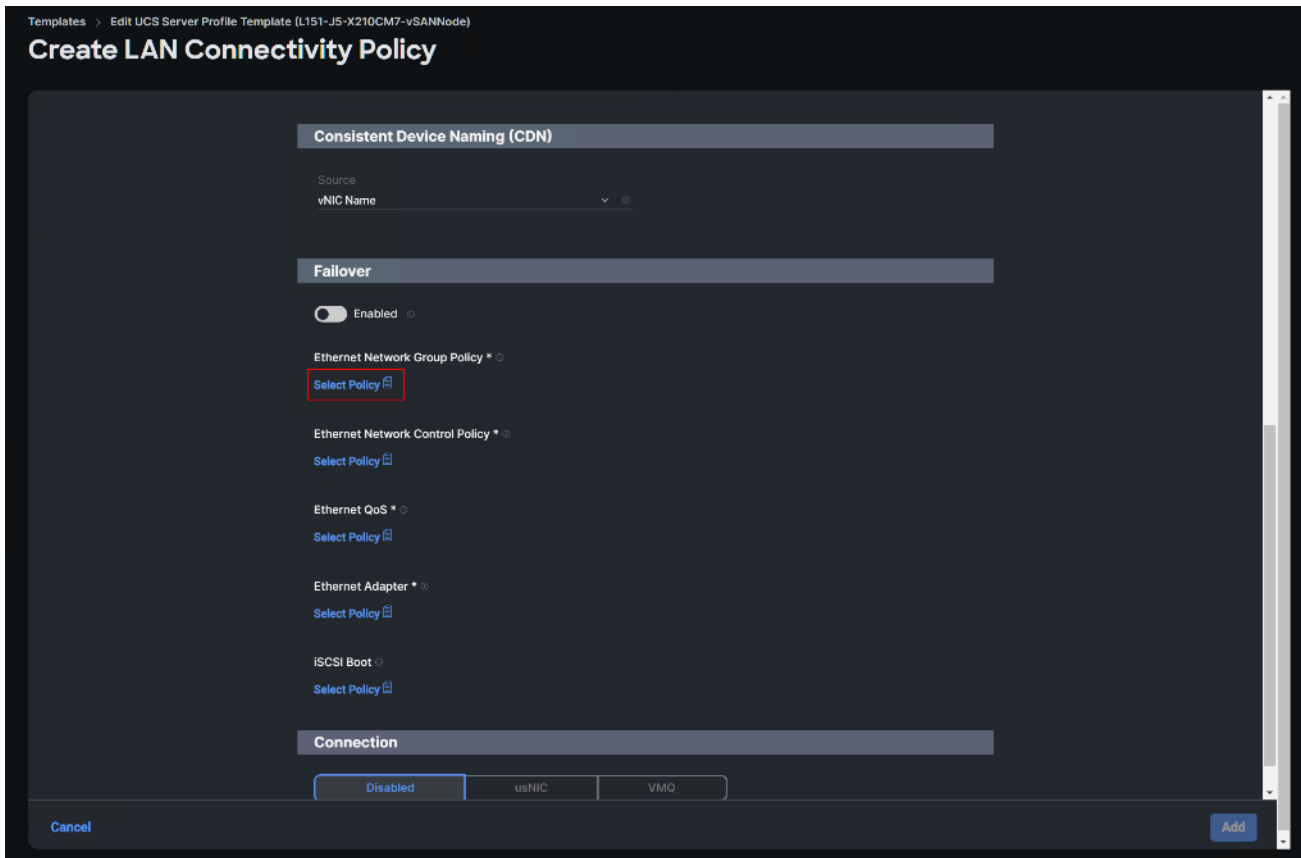 Templates > Edit UCS Server Profile Template (L151-J5-X210CM7-vSANNode)
Create LAN Connectivity Policy
Consistent Device Naming (CDN)
Source
vNIC Name
Failover
Enabled
Ethernet Network Group Policy *
Select Policy
Ethernet Network Control Policy *
Select Policy
Ethernet QoS *
Select Policy
Ethernet Adapter *
Select Policy
iSCSI Boot
Select Policy
Connection
Disabled usNIC VMQ
Cancel Add